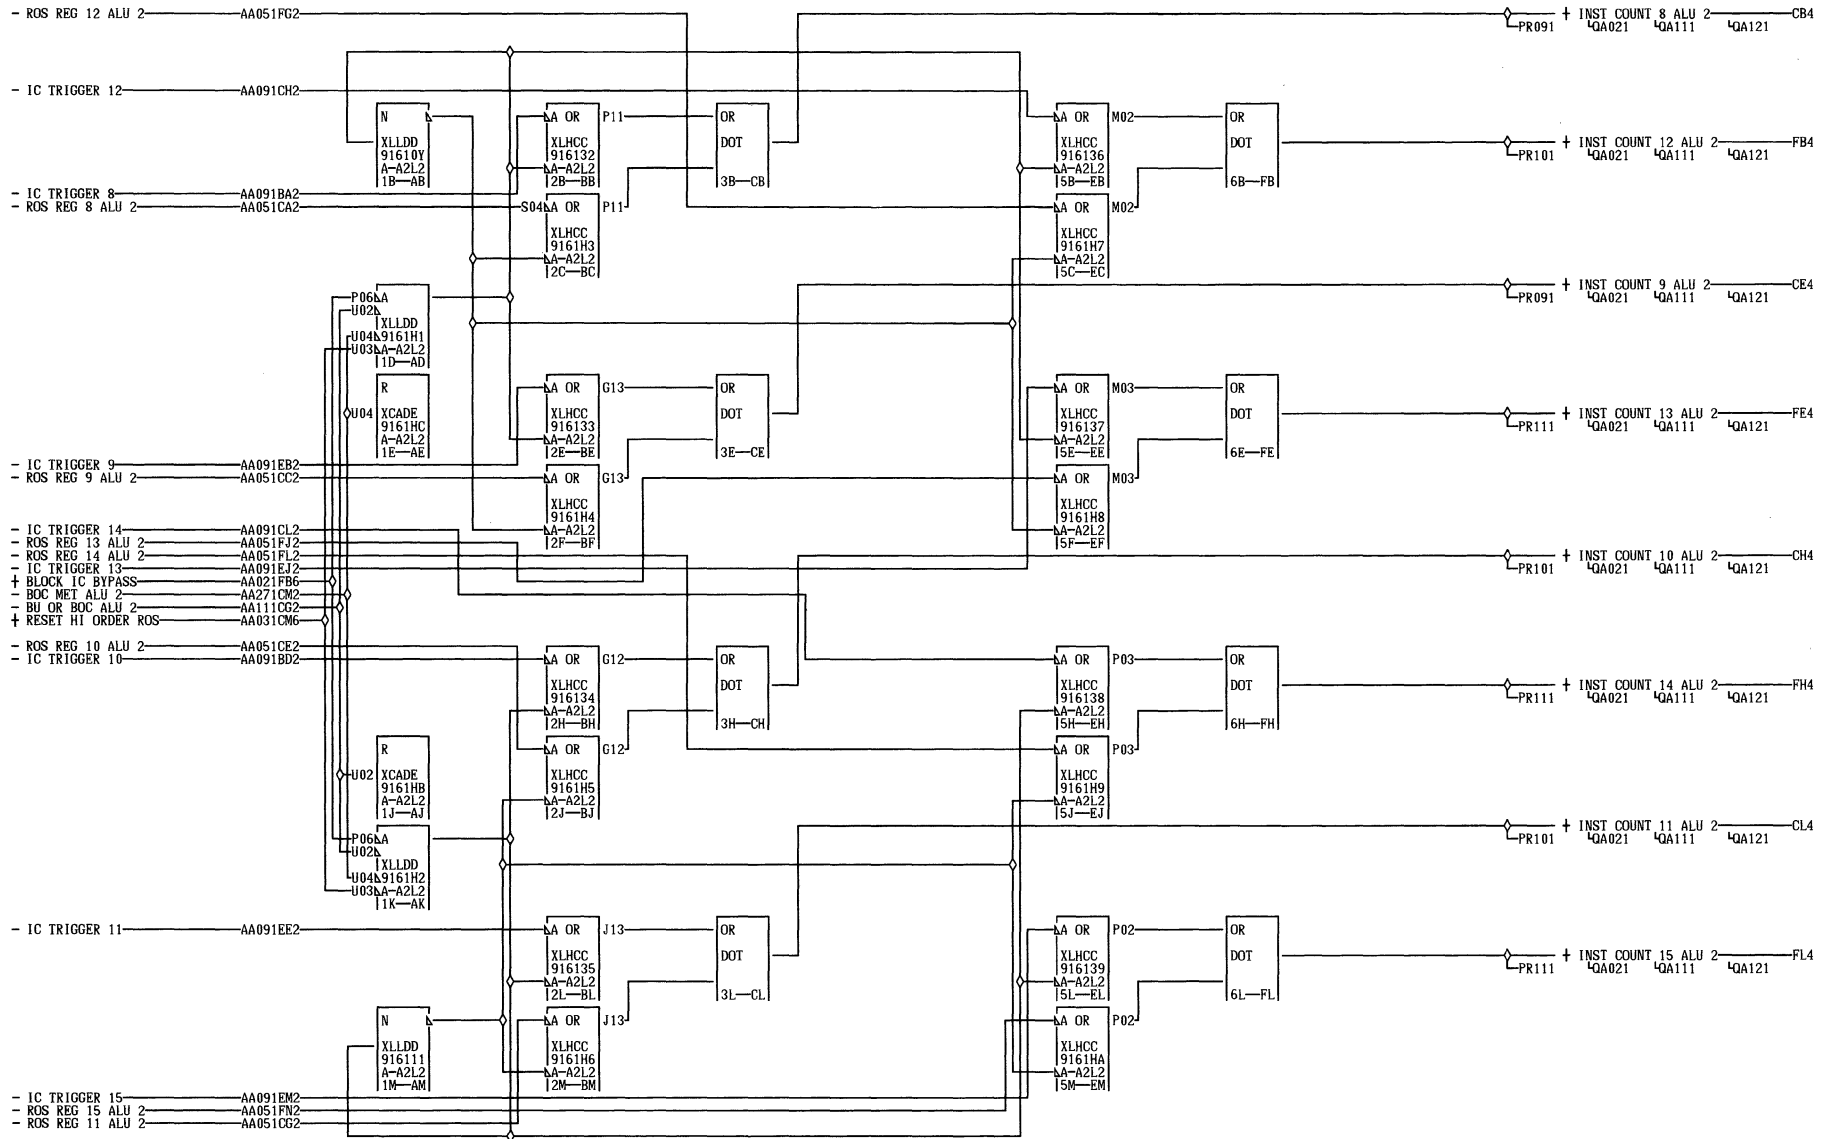 - ROS REG 12 ALU 2 AA051FG2 + INST COUNT 8 ALU 2 CB4
PR091 QA021 QA111 QA121
- IC TRIGGER 12 AA091CH2
N A OR P11 OR A OR M02 OR
XLLDD XLHCC DOT XLHCC DOT + INST COUNT 12 ALU 2 FB4
91610Y 916132 916136 PR101 QA021 QA111 QA121
A-A2L2 A-A2L2 A-A2L2
1B—AB 2B—BB 3B—CB 5B—EB 6B—FB
- IC TRIGGER 8 AA091BA2
- ROS REG 8 ALU 2 AA051CA2 S04 A OR P11 A OR M02
XLHCC XLHCC
9161H3 9161H7
A-A2L2 A-A2L2
2C—BC 5C—EC
+ INST COUNT 9 ALU 2 CE4
P06 A PR091 QA021 QA111 QA121
U02
XLLDD
U04 9161H1
U03 A-A2L2
1D—AD
R A OR G13 OR A OR M03 OR
U04 XCADE XLHCC DOT XLHCC DOT + INST COUNT 13 ALU 2 FE4
9161HC 916133 916137 PR111 QA021 QA111 QA121
A-A2L2 A-A2L2 A-A2L2
1E—AE 2E—BE 3E—CE 5E—EE 6E—FE
- IC TRIGGER 9 AA091EB2
- ROS REG 9 ALU 2 AA051CC2 A OR G13 A OR M03
XLHCC XLHCC
9161H4 9161H8
- IC TRIGGER 14 AA091CL2 A-A2L2 A-A2L2
- ROS REG 13 ALU 2 AA051FJ2 2F—BF 5F—EF
- ROS REG 14 ALU 2 AA051FL2 + INST COUNT 10 ALU 2 CH4
- IC TRIGGER 13 AA091EJ2 PR101 QA021 QA111 QA121
+ BLOCK IC BYPASS AA021FB6
- BOC MET ALU 2 AA271CM2
- BU OR BOC ALU 2 AA111CG2
+ RESET HI ORDER ROS AA031CM6
- ROS REG 10 ALU 2 AA051CE2
- IC TRIGGER 10 AA091BD2 A OR G12 OR A OR P03 OR
XLHCC DOT XLHCC DOT + INST COUNT 14 ALU 2 FH4
916134 916138 PR111 QA021 QA111 QA121
A-A2L2 A-A2L2
2H—BH 3H—CH 5H—EH 6H—FH
R A OR G12 A OR P03
U02 XCADE XLHCC XLHCC
9161HB 9161H5 9161H9
A-A2L2 A-A2L2 A-A2L2
1J—AJ 2J—BJ 5J—EJ
+ INST COUNT 11 ALU 2 CL4
P06 A PR101 QA021 QA111 QA121
U02
XLLDD
U04 9161H2
U03 A-A2L2
1K—AK
- IC TRIGGER 11 AA091EE2 A OR J13 OR A OR P02 OR
XLHCC DOT XLHCC DOT + INST COUNT 15 ALU 2 FL4
916135 916139 PR111 QA021 QA111 QA121
A-A2L2 A-A2L2
2L—BL 3L—CL 5L—EL 6L—FL
N A OR J13 A OR P02
XLLDD XLHCC XLHCC
916111 9161H6 9161HA
A-A2L2 A-A2L2 A-A2L2
1M—AM 2M—BM 5M—EM
- IC TRIGGER 15 AA091EM2
- ROS REG 15 ALU 2 AA051FN2
- ROS REG 11 ALU 2 AA051CG2